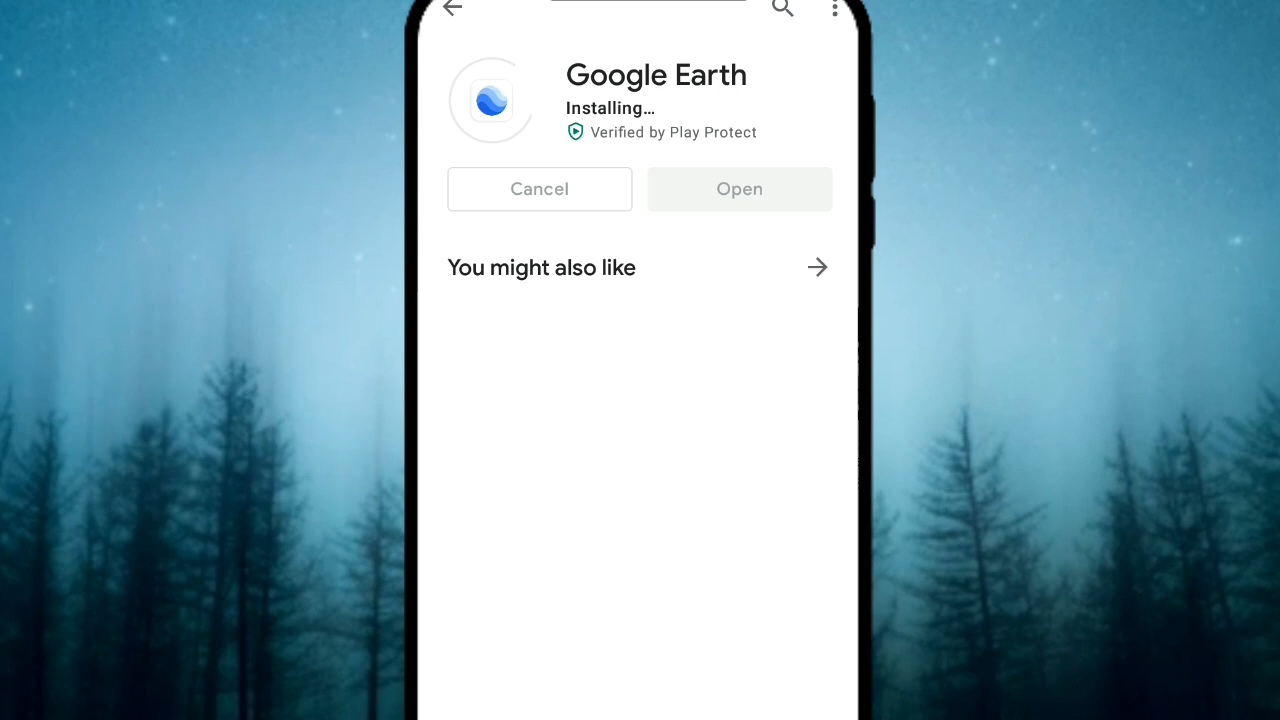 Google Earth
Installing…
Verified by Play Protect
Cancel
Open
You might also like